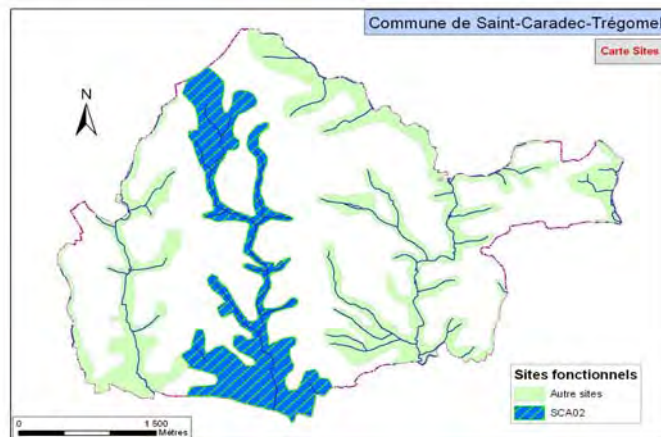 Commune de Saint-Caradec-Trégomel
Carte Sites
N
Sites fonctionnels
Autre sites
SCA02
0 1 500
Mètres